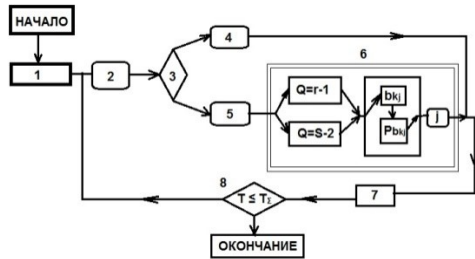 НАЧАЛО
4
6
1
2
3
Q=r-1
bkj
5
j
Q=S-2
Pbkj
8
7
T ≤ TΣ
ОКОНЧАНИЕ